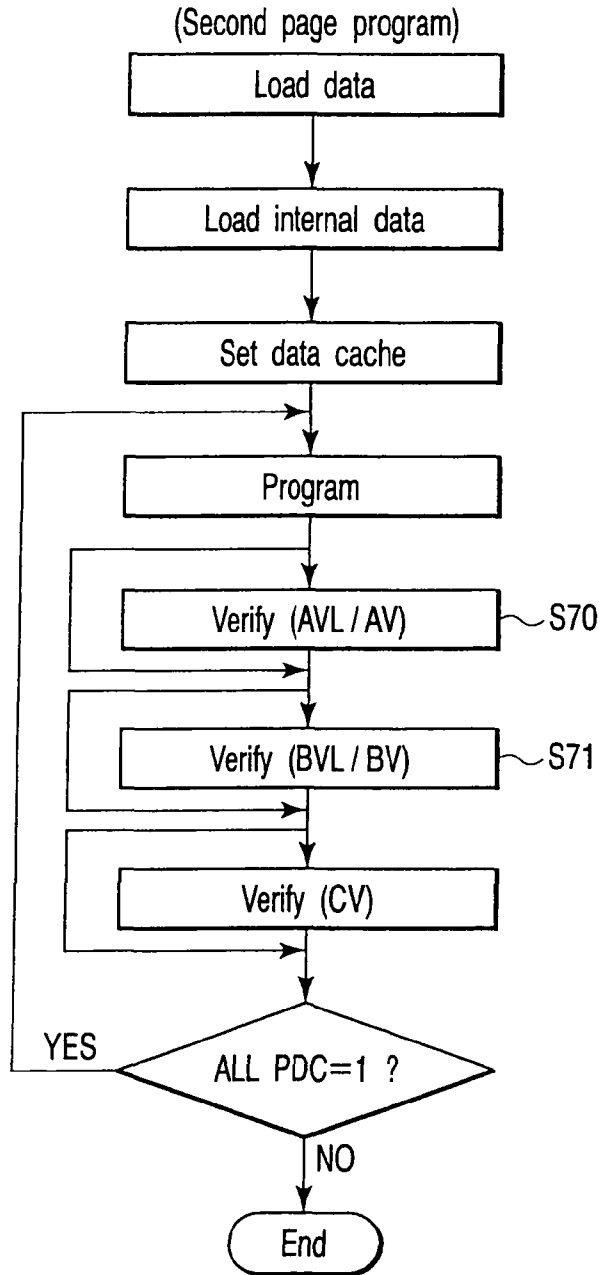 (Second page program)
Load data
Load internal data
Set data cache
Program
Verify (AVL / AV)
S70
Verify (BVL / BV)
S71
Verify (CV)
YES
ALL PDC=1 ?
NO
End